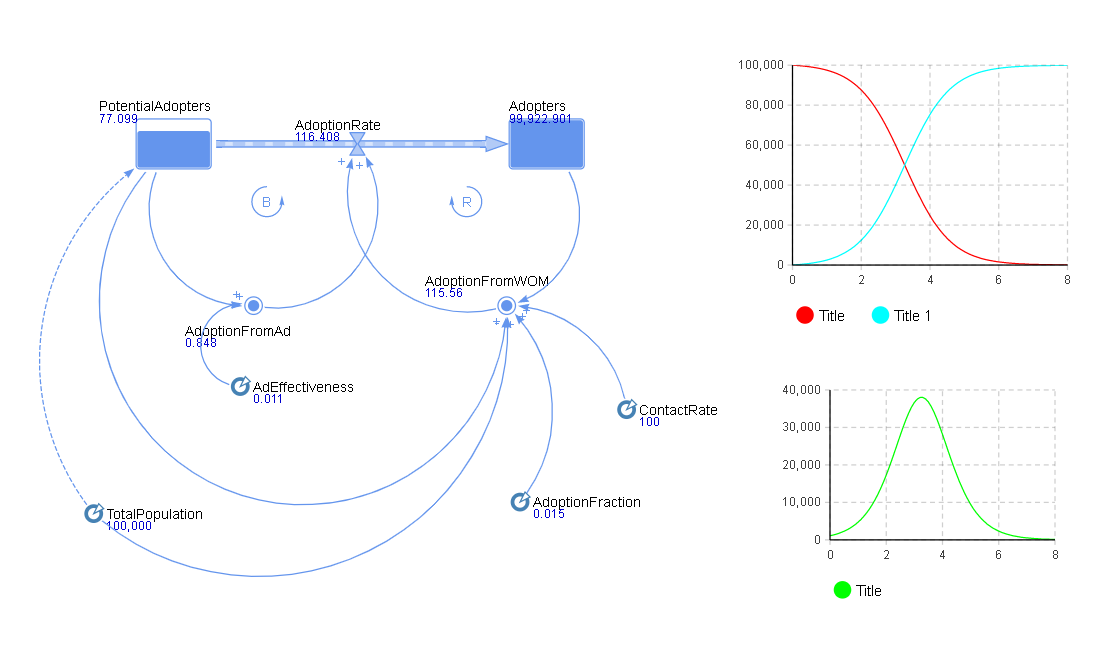 PotentialAdopters
77.099
AdoptionRate
116.408
Adopters
99,922.901
+
+
B
R
AdoptionFromWOM
115.56
+
+
AdoptionFromAd
0.848
+
+
+
+
AdEffectiveness
0.011
ContactRate
100
AdoptionFraction
0.015
TotalPopulation
100,000
100,000
80,000
60,000
40,000
20,000
0
0 2 4 6 8
Title Title 1
40,000
30,000
20,000
10,000
0
0 2 4 6 8
Title